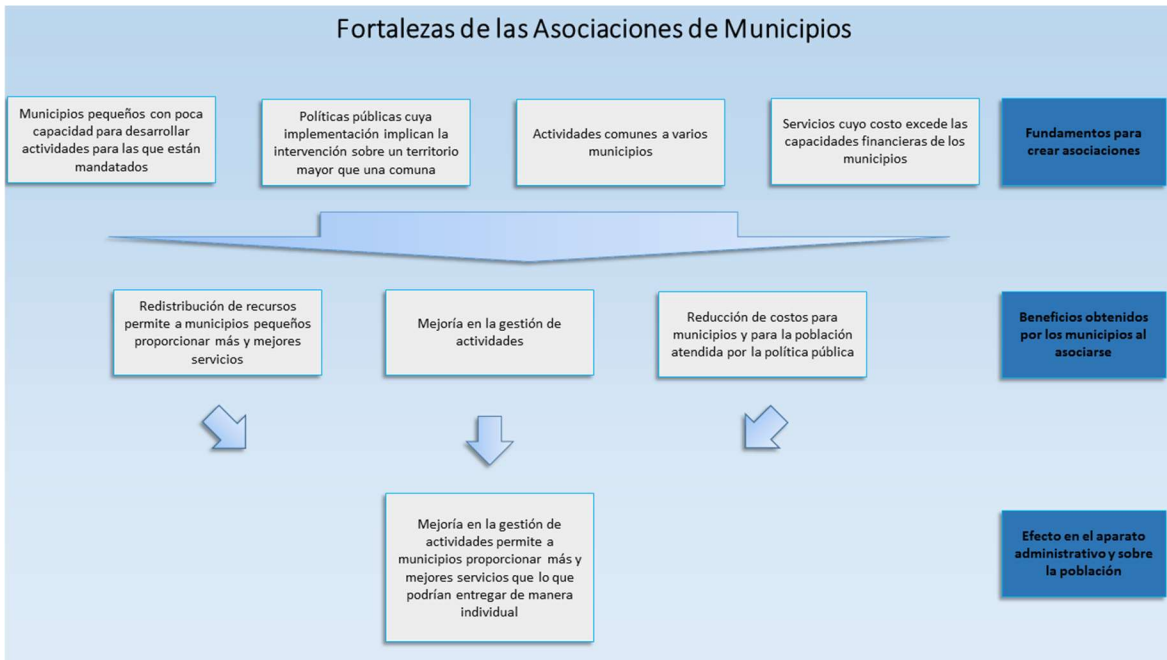 Fortalezas de las Asociaciones de Municipios
Municipios pequeños con poca
capacidad para desarrollar
actividades para las que están
mandatados
Políticas públicas cuya
implementación implican la
intervención sobre un territorio
mayor que una comuna
Actividades comunes a varios
municipios
Servicios cuyo costo excede las
capacidades financieras de los
municipios
Fundamentos para
crear asociaciones
Redistribución de recursos
permite a municipios pequeños
proporcionar más y mejores
servicios
Mejoría en la gestión de
actividades
Reducción de costos para
municipios y para la población
atendida por la política pública
Beneficios obtenidos
por los municipios al
asociarse
Mejoría en la gestión de
actividades permite a
municipios proporcionar más y
mejores servicios que lo que
podrían entregar de manera
individual
Efecto en el aparato
administrativo y sobre
la población